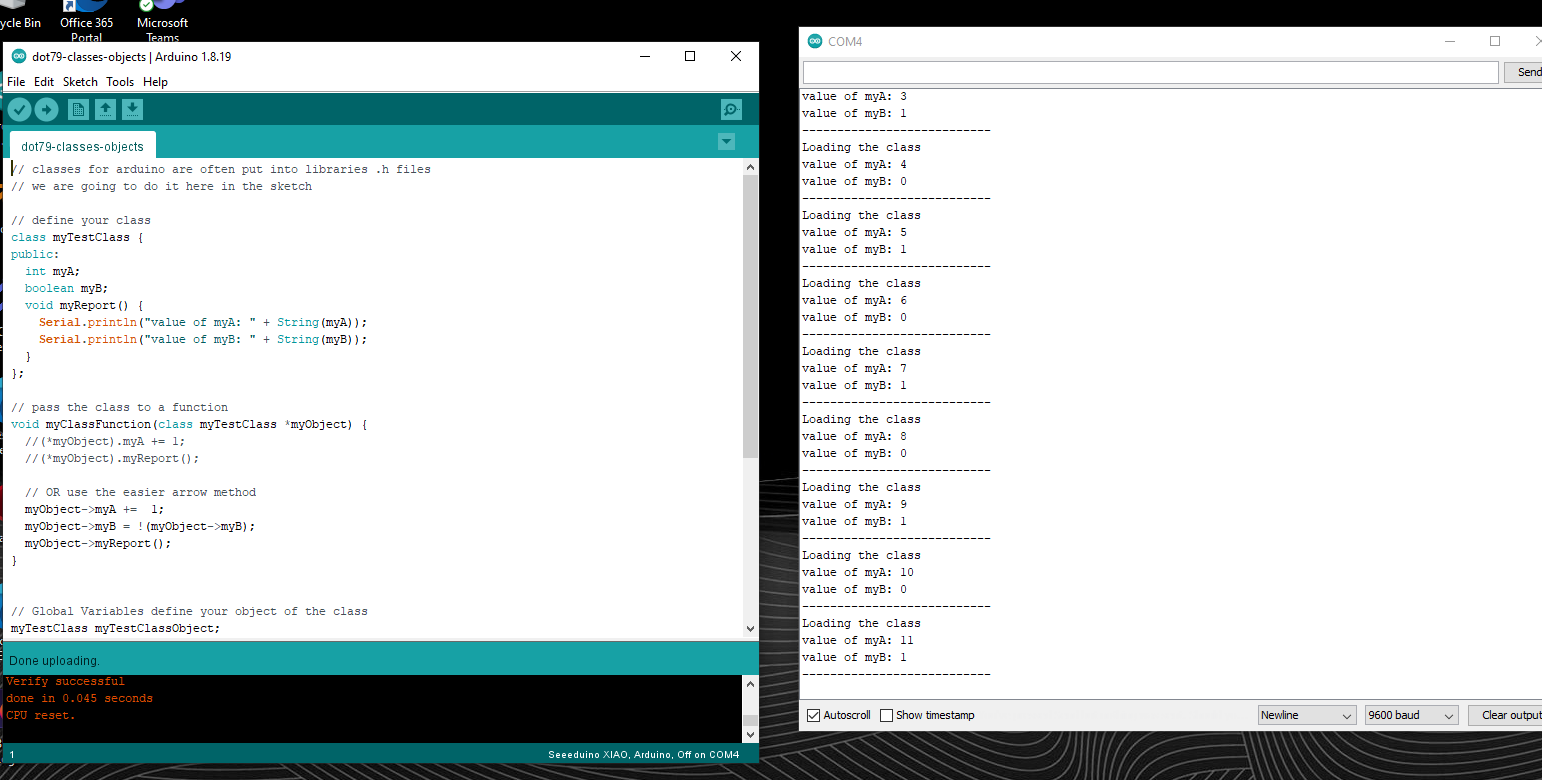 ycle Bin
Office 365
Portal
Microsoft
Teams
dot79-classes-objects | Arduino 1.8.19
File Edit Sketch Tools Help
dot79-classes-objects
// classes for arduino are often put into libraries .h files
// we are going to do it here in the sketch
// define your class
class myTestClass {
public:
int myA;
boolean myB;
void myReport() {
Serial.println("value of myA: " + String(myA));
Serial.println("value of myB: " + String(myB));
}
};
// pass the class to a function
void myClassFunction(class myTestClass *myObject) {
//(*myObject).myA += 1;
//(*myObject).myReport();
// OR use the easier arrow method
myObject->myA +=  1;
myObject->myB = !(myObject->myB);
myObject->myReport();
}
// Global Variables define your object of the class
myTestClass myTestClassObject;
Done uploading.
Verify successful
done in 0.045 seconds
CPU reset.
1
Seeeduino XIAO, Arduino, Off on COM4
COM4
Send
value of myA: 3
value of myB: 1
---------------------------
Loading the class
value of myA: 4
value of myB: 0
---------------------------
Loading the class
value of myA: 5
value of myB: 1
---------------------------
Loading the class
value of myA: 6
value of myB: 0
---------------------------
Loading the class
value of myA: 7
value of myB: 1
---------------------------
Loading the class
value of myA: 8
value of myB: 0
---------------------------
Loading the class
value of myA: 9
value of myB: 1
---------------------------
Loading the class
value of myA: 10
value of myB: 0
---------------------------
Loading the class
value of myA: 11
value of myB: 1
---------------------------
Autoscroll Show timestamp
Newline
9600 baud
Clear output